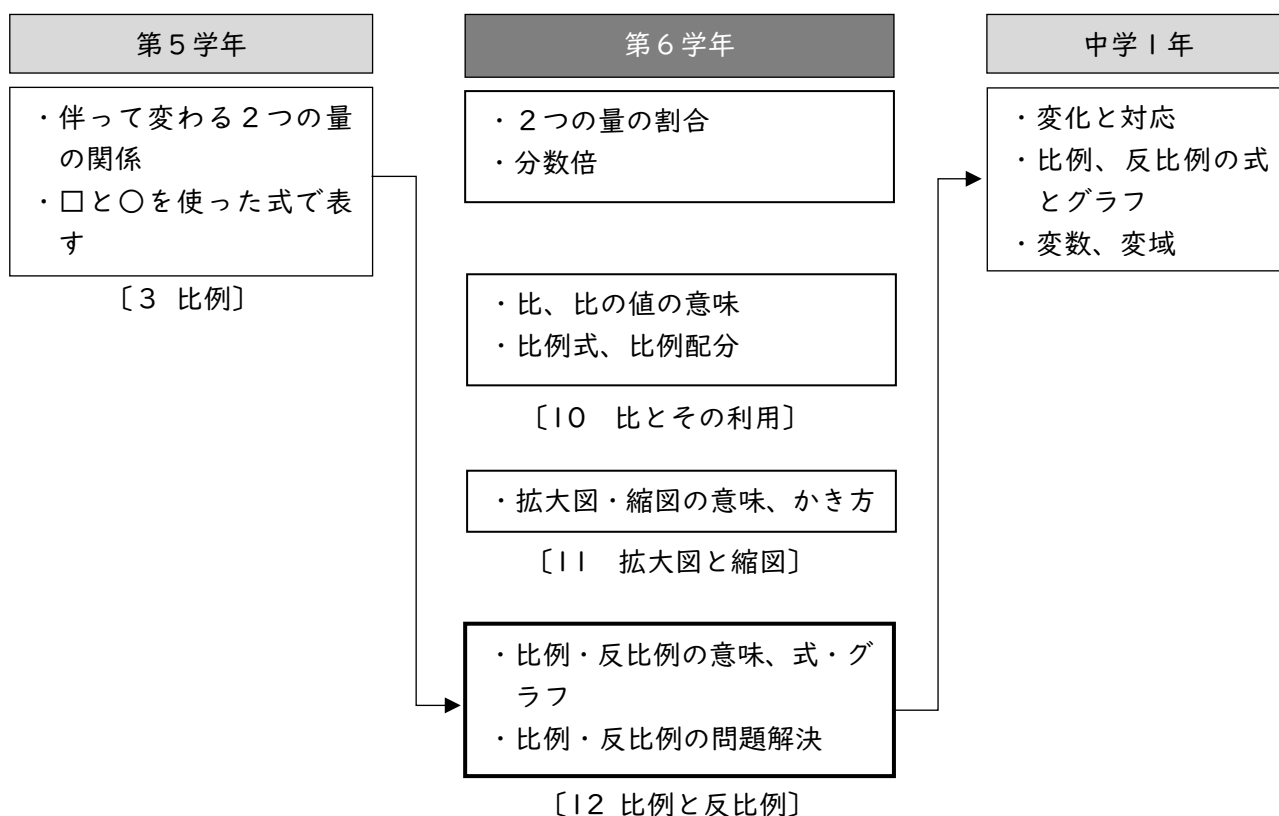 第5学年
・伴って変わる2つの量
の関係
・□と○を使った式で表
す
〔3 比例〕
第6学年
・2つの量の割合
・分数倍
・比、比の値の意味
・比例式、比例配分
〔10 比とその利用〕
・拡大図・縮図の意味、かき方
〔11 拡大図と縮図〕
・比例・反比例の意味、式・グ
ラフ
・比例・反比例の問題解決
〔12 比例と反比例〕
中学1年
・変化と対応
・比例、反比例の式
とグラフ
・変数、変域